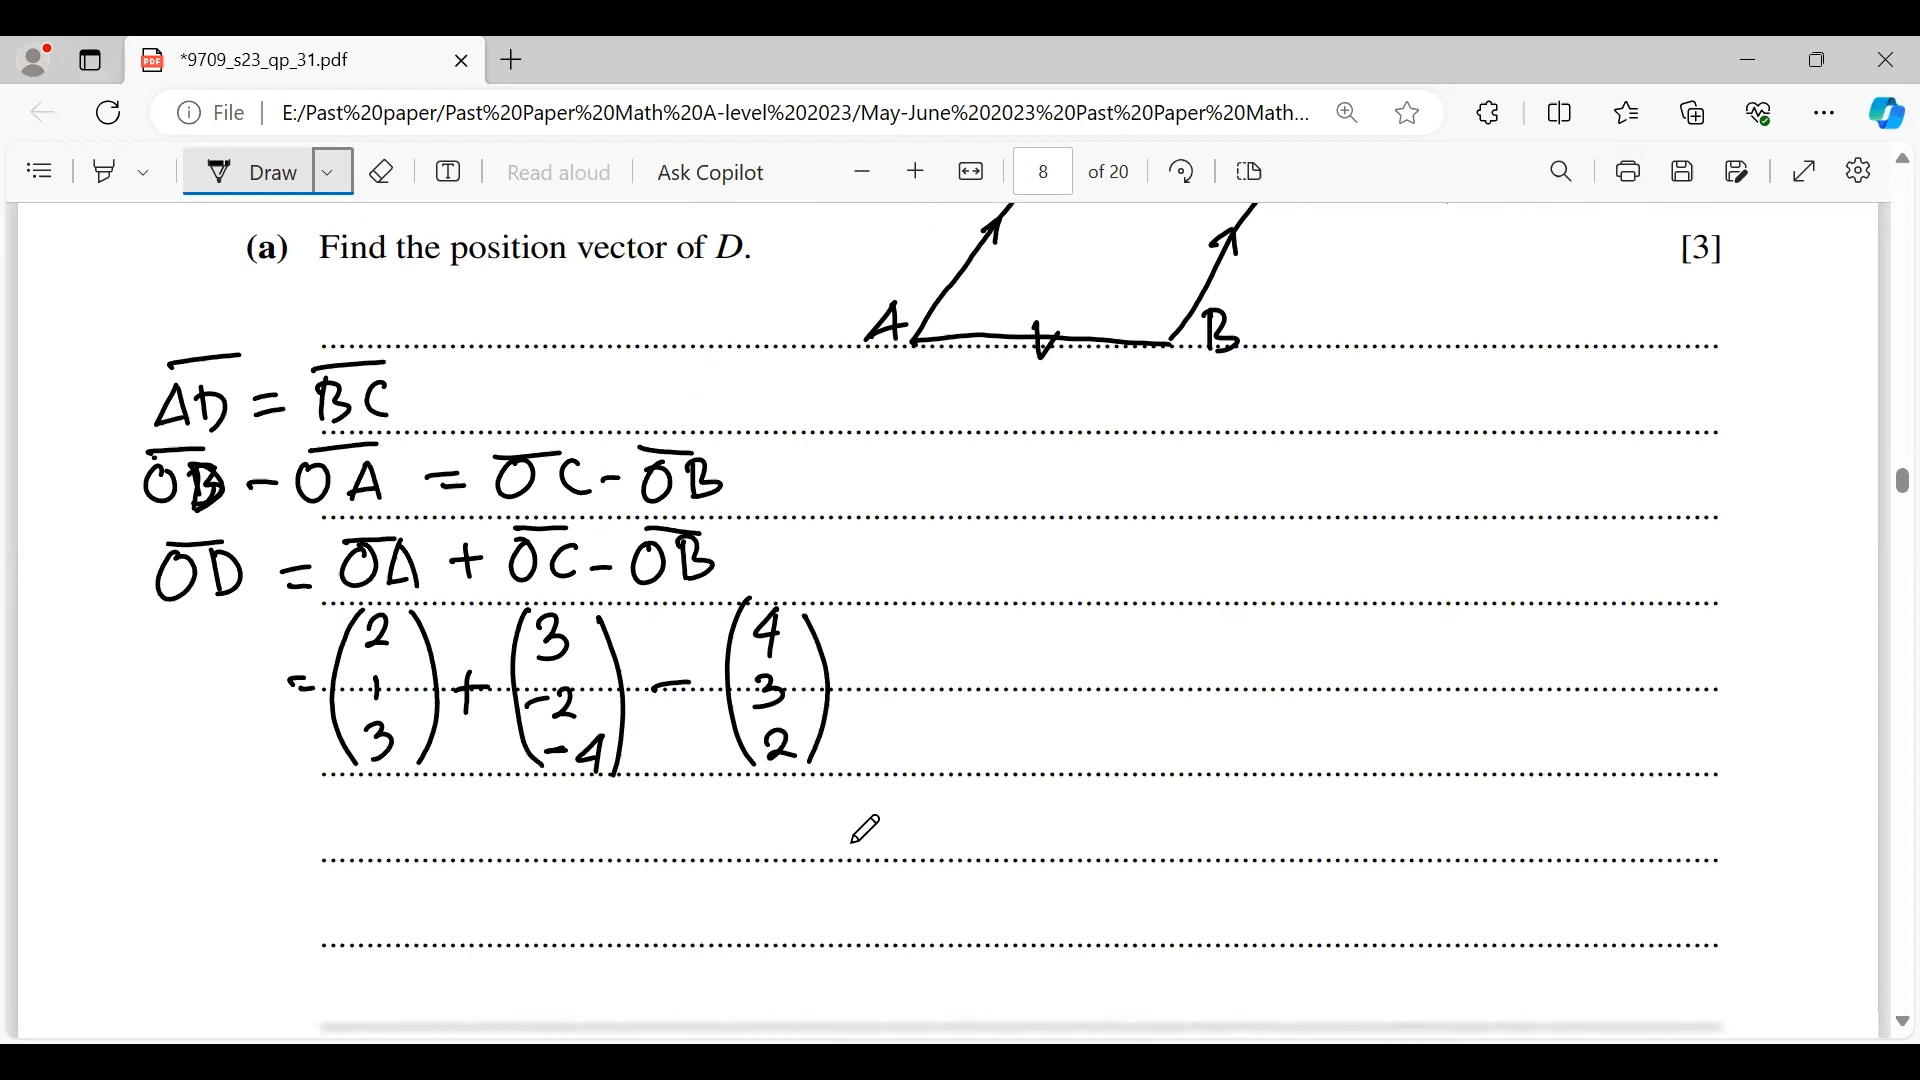 *9709_s23_qp_31.pdf
File E:/Past%20paper/Past%20Paper%20Math%20A-level%202023/May-June%202023%20Past%20Paper%20Math...
Draw Read aloud Ask Copilot 8 of 20
(a) Find the position vector of D. [3]
A B
AD = BC
OD - OA = OC - OB
OD = OA + OC - OB
= (2 1 3) + (3 -2 -4) - (4 3 2)